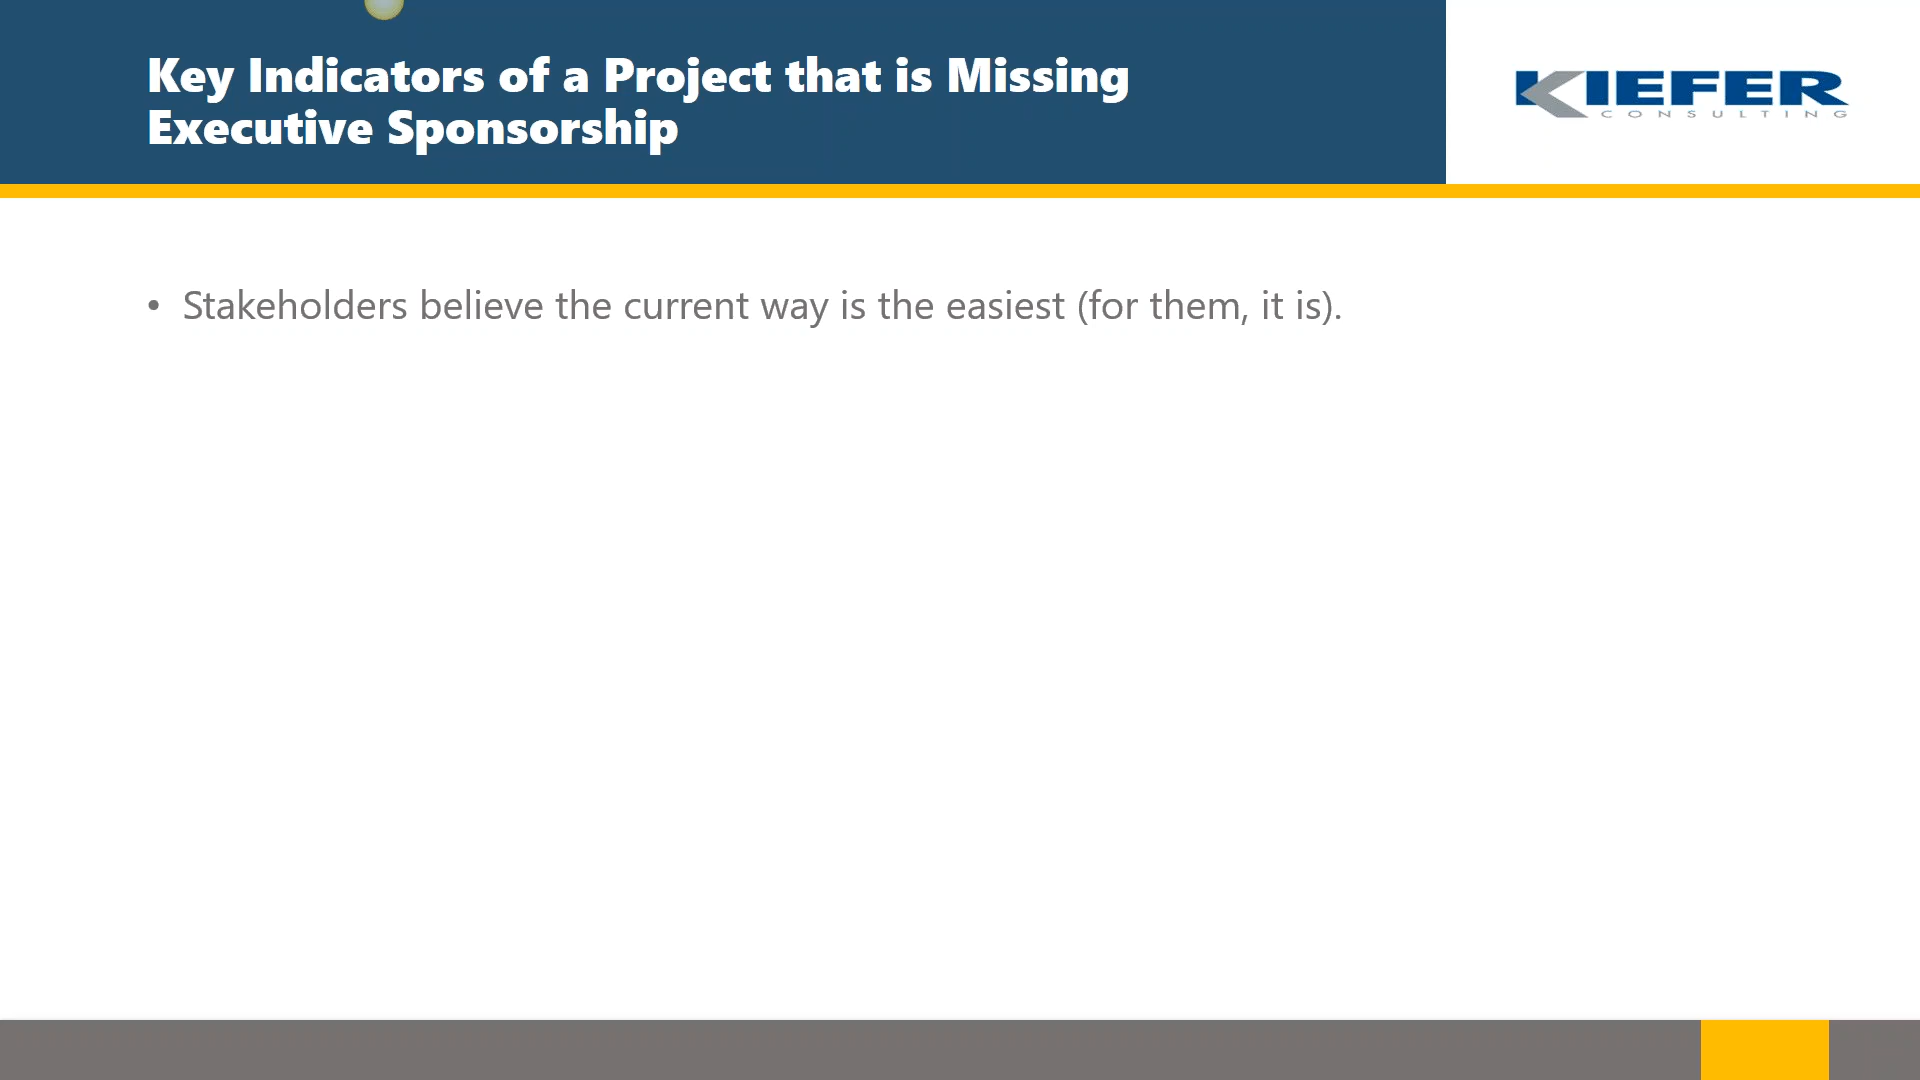 Key Indicators of a Project that is Missing
Executive Sponsorship
KIEFER
CONSULTING
• Stakeholders believe the current way is the easiest (for them, it is).